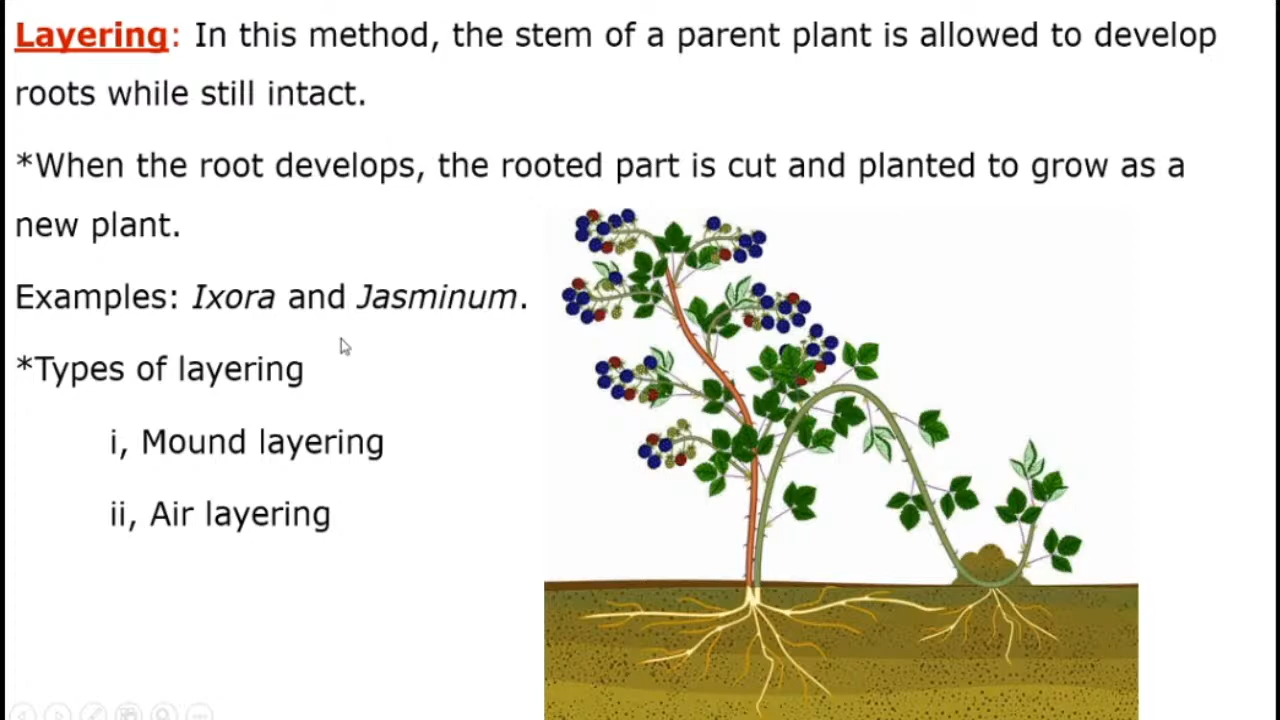 Layering: In this method, the stem of a parent plant is allowed to develop
roots while still intact.
*When the root develops, the rooted part is cut and planted to grow as a
new plant.
Examples: Ixora and Jasminum.
*Types of layering
i, Mound layering
ii, Air layering